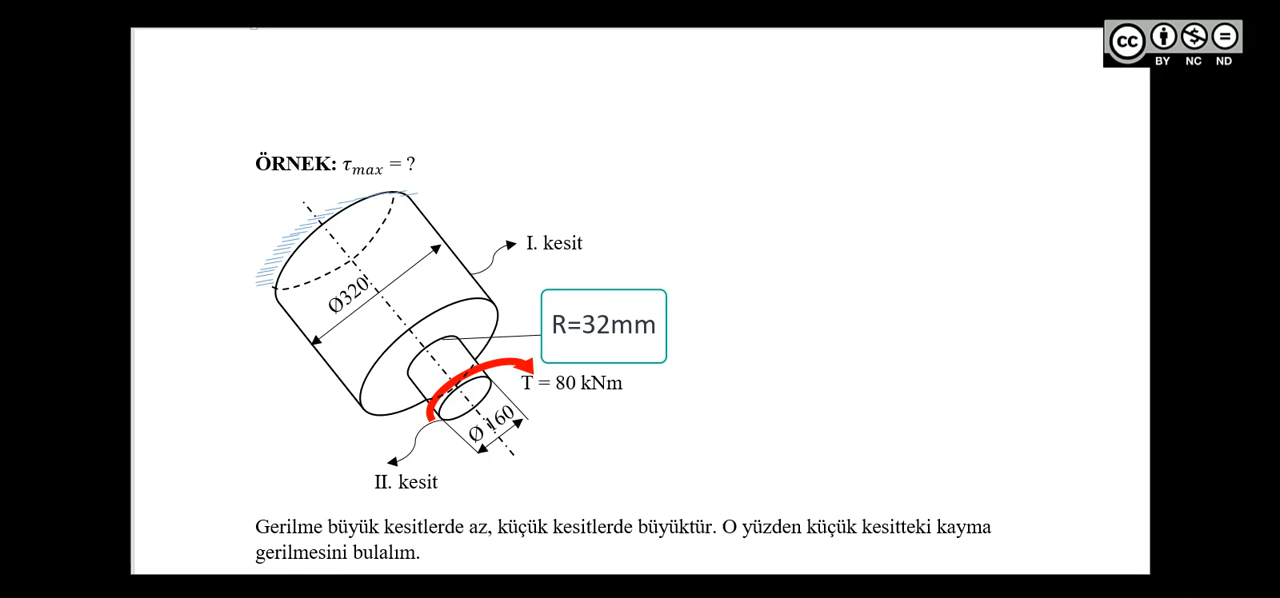 cc
BY NC ND
ÖRNEK: τmax = ?
I. kesit
Ø320
R=32mm
T = 80 kNm
Ø 160
II. kesit
Gerilme büyük kesitlerde az, küçük kesitlerde büyüktür. O yüzden küçük kesitteki kayma
gerilmesini bulalım.